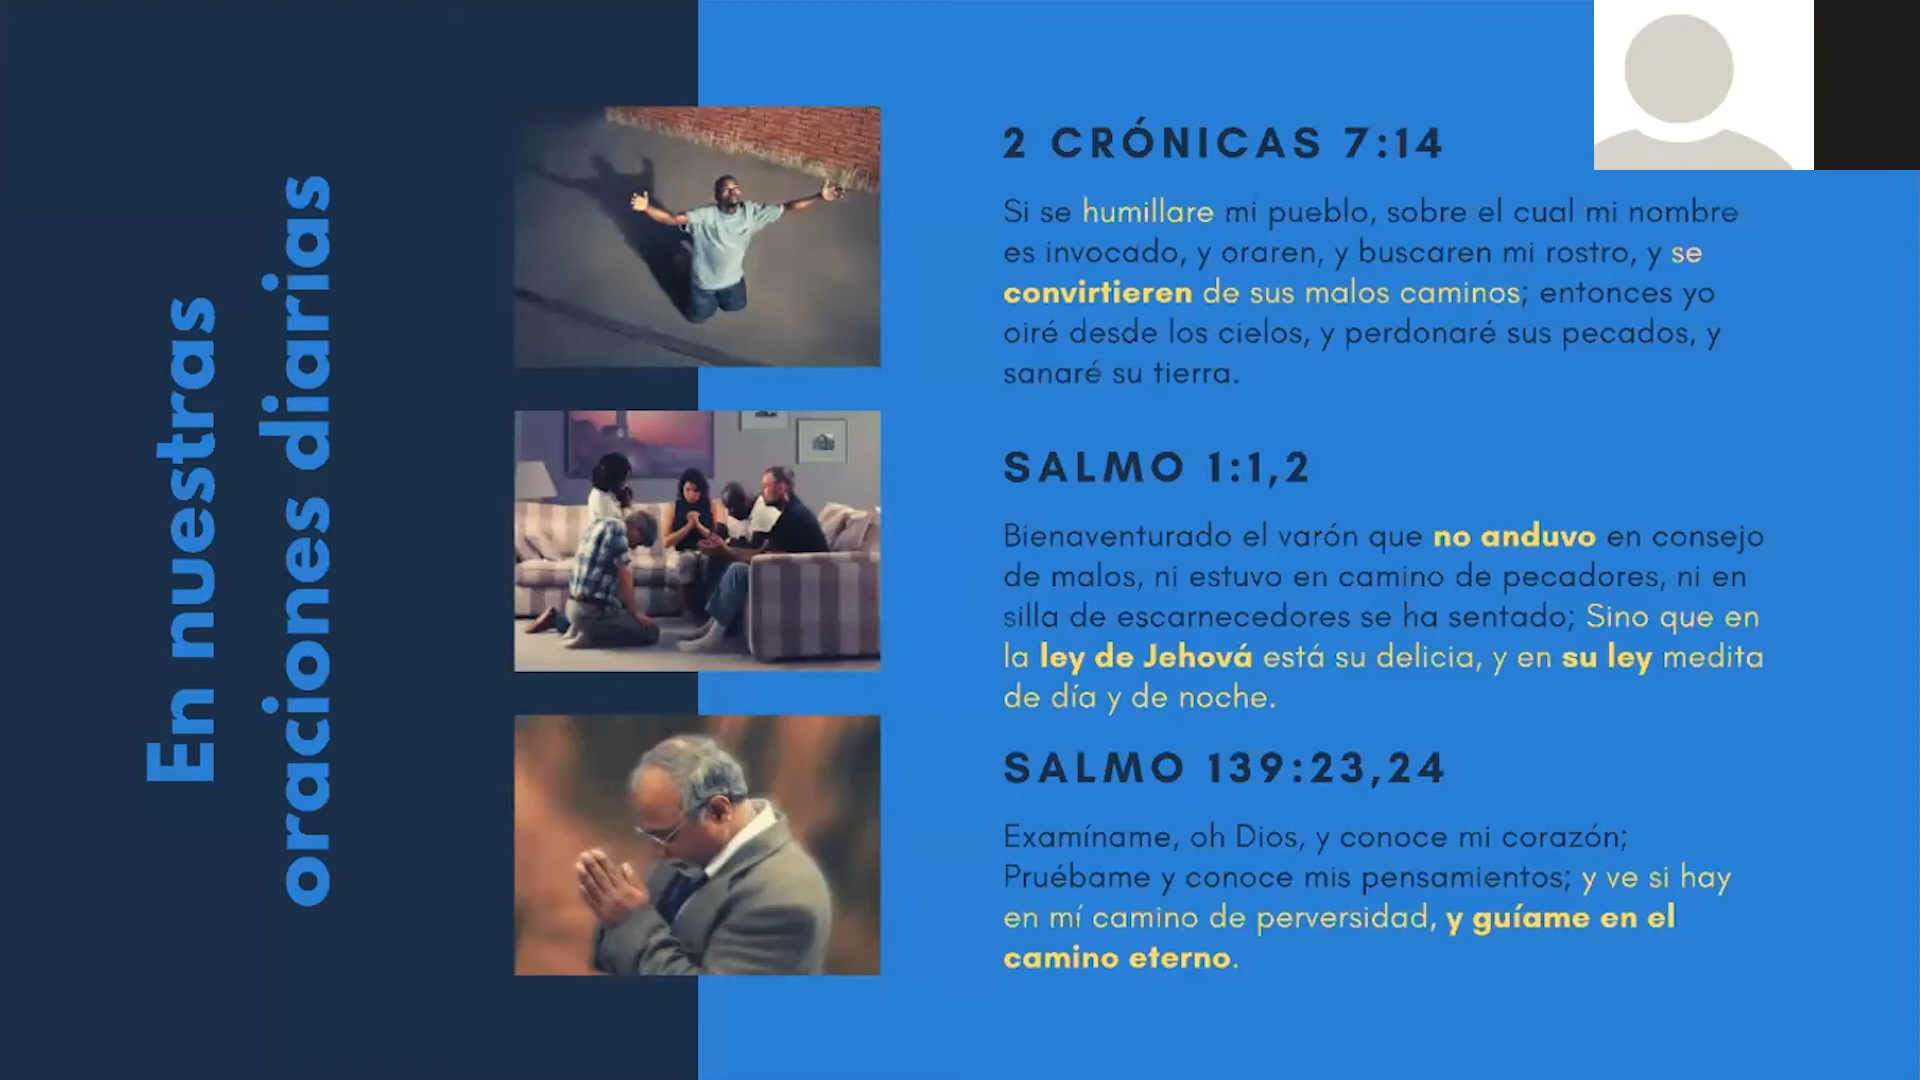 En nuestras
oraciones diarias
2 CRÓNICAS 7:14
Si se humillare mi pueblo, sobre el cual mi nombre
es invocado, y oraren, y buscaren mi rostro, y se
convirtieren de sus malos caminos; entonces yo
oiré desde los cielos, y perdonaré sus pecados, y
sanaré su tierra.
SALMO 1:1,2
Bienaventurado el varón que no anduvo en consejo
de malos, ni estuvo en camino de pecadores, ni en
silla de escarnecedores se ha sentado; Sino que en
la ley de Jehová está su delicia, y en su ley medita
de día y de noche.
SALMO 139:23,24
Examíname, oh Dios, y conoce mi corazón;
Pruébame y conoce mis pensamientos; y ve si hay
en mí camino de perversidad, y guíame en el
camino eterno.